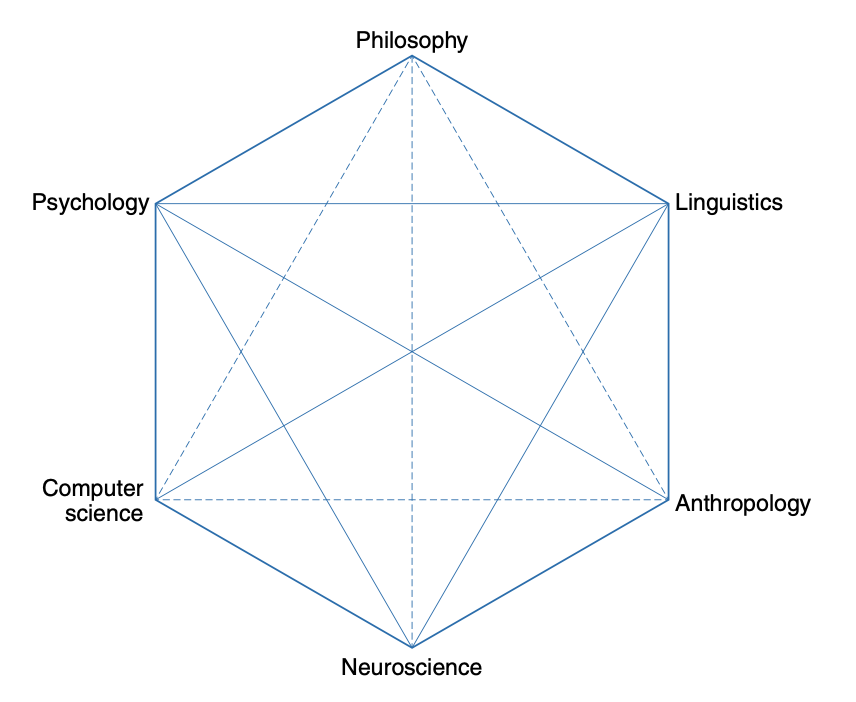 Philosophy
Psychology
Linguistics
Computer
science
Anthropology
Neuroscience